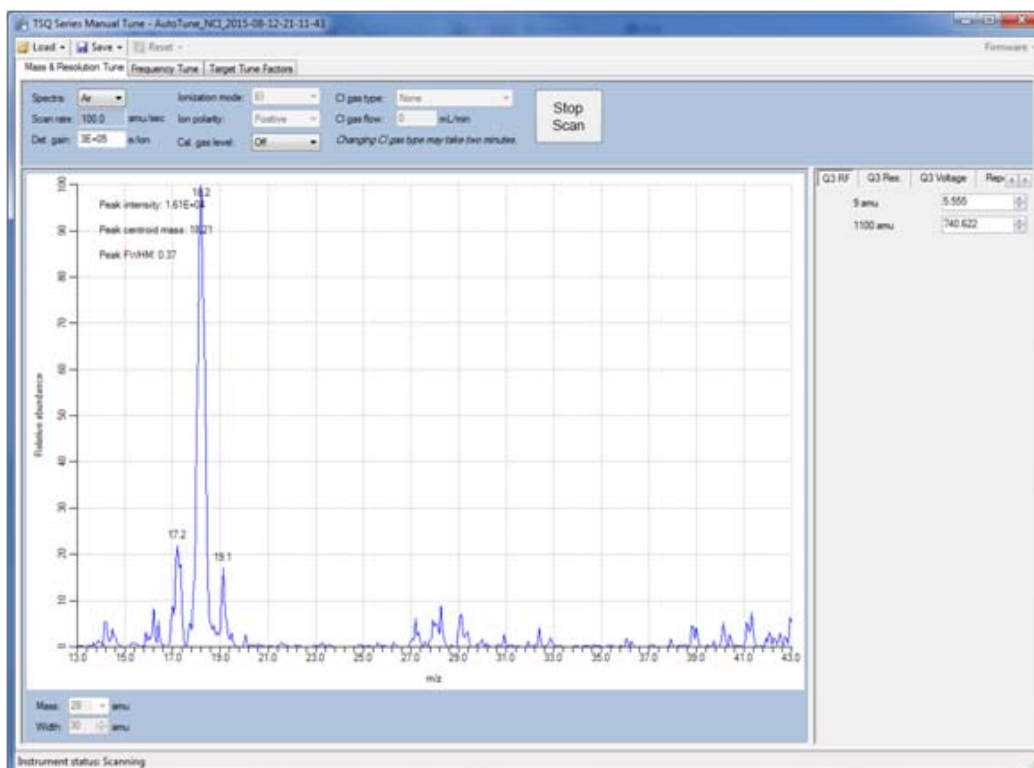 TSQ Series Manual Tune - AutoTune_NCI_2015-08-12-21-11-43
Load Save Reset Firmware
Mass & Resolution Tune Frequency Tune Target Tune Factors
Spectra: Air Ionization mode: EI CI gas type: None
Scan rate: 100.0 amu/sec Ion polarity: Positive CI gas flow: 0 mL/min
Det. gain: 3E+05 e/ion Cal. gas level: Off Changing CI gas type may take two minutes.
Stop
Scan
Q3 RF Q3 Res. Q3 Voltage
9 amu 5.555
1100 amu 740.622
100
18.2
Peak intensity: 1.61E+04
90
Peak centroid mass: 18.21
Peak FWHM: 0.37
80
70
60
50
Relative abundance
40
30
17.2
20
19.1
10
0
13.0 15.0 17.0 19.0 21.0 23.0 25.0 27.0 29.0 31.0 33.0 35.0 37.0 39.0 41.0 43.0
m/z
Mass: 28 amu
Width: 30 amu
Instrument status: Scanning